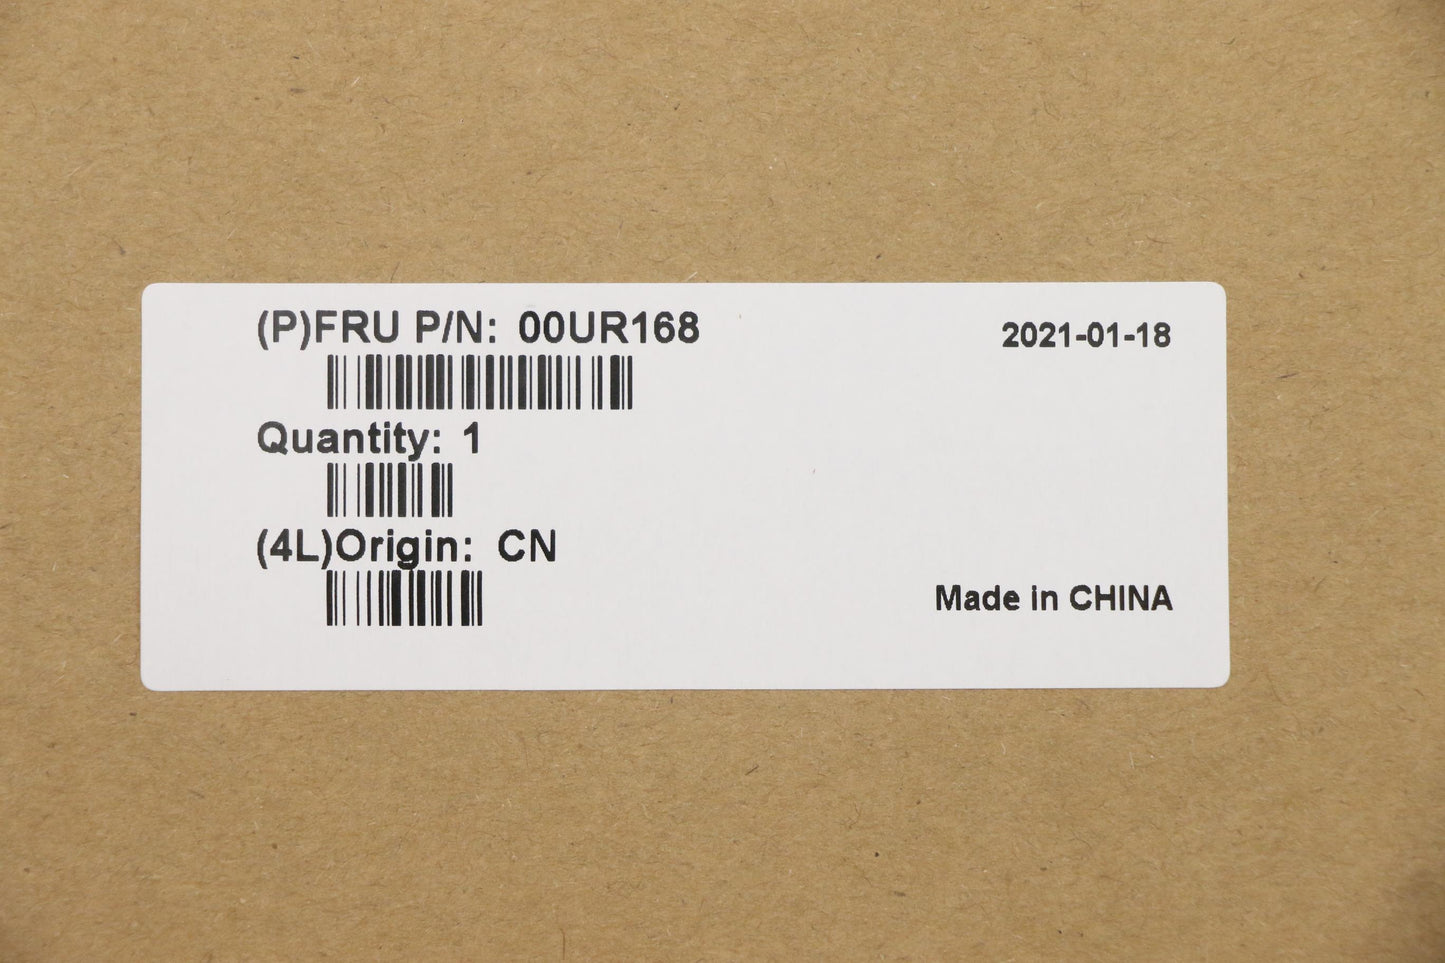 (P)FRU P/N: 00UR168
2021-01-18
Quantity: 1
(4L)Origin: CN
Made in CHINA